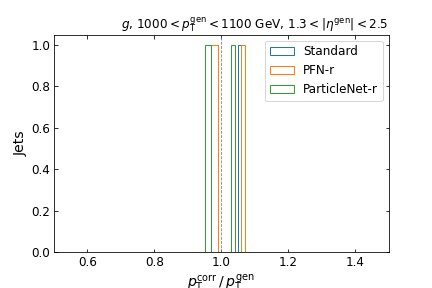 g, 1000 < p_T^gen < 1100 GeV, 1.3 < |η^gen| < 2.5
Standard
PFN-r
ParticleNet-r
Jets
1.0
0.8
0.6
0.4
0.2
0.0
0.6 0.8 1.0 1.2 1.4
p_T^corr / p_T^gen